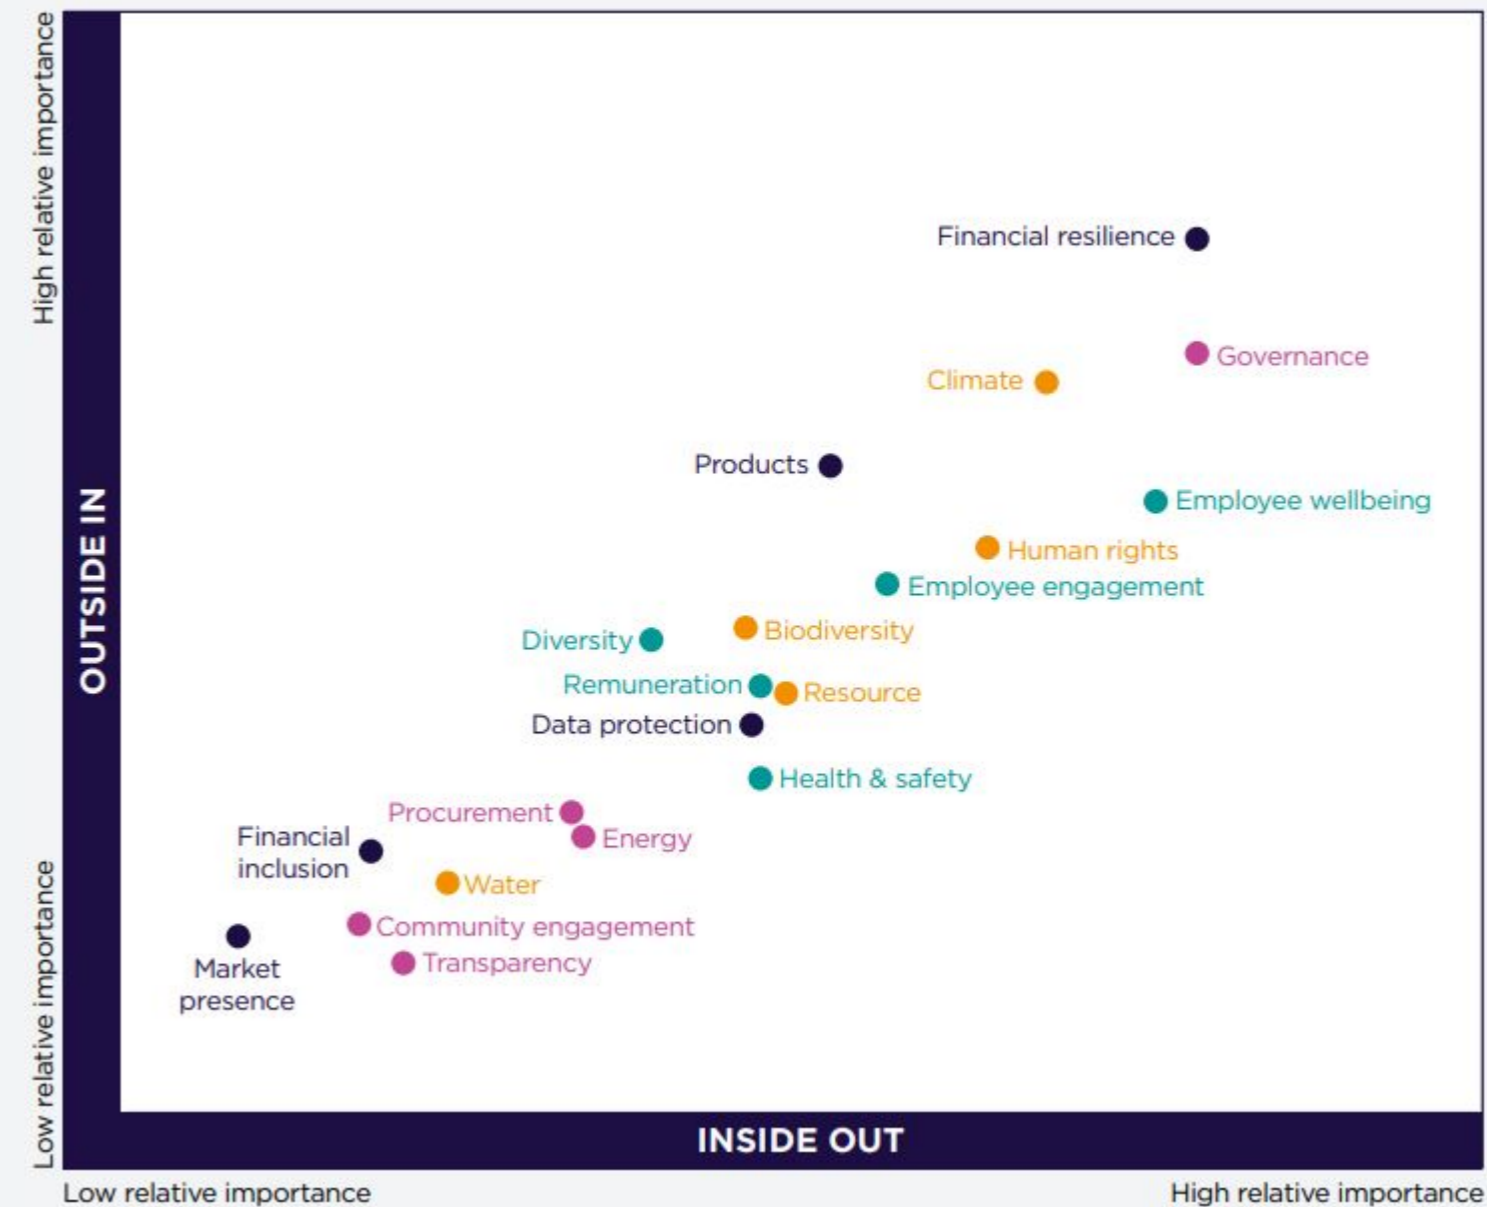 High relative importance
OUTSIDE IN
Low relative importance
Financial resilience
Governance
Climate
Products
Employee wellbeing
Human rights
Employee engagement
Biodiversity
Diversity
Remuneration
Resource
Data protection
Health & safety
Procurement
Energy
Financial
inclusion
Water
Community engagement
Transparency
Market
presence
INSIDE OUT
Low relative importance
High relative importance